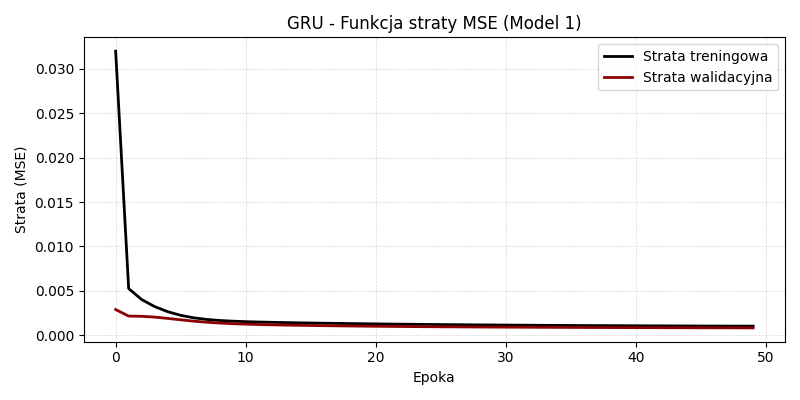 GRU - Funkcja straty MSE (Model 1)
Strata treningowa
Strata walidacyjna
Strata (MSE)
0.030
0.025
0.020
0.015
0.010
0.005
0.000
0 10 20 30 40 50
Epoka